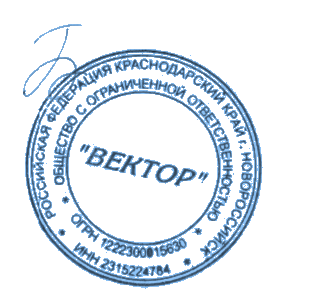 РОССИЙСКАЯ ФЕДЕРАЦИЯ КРАСНОДАРСКИЙ КРАЙ г. НОВОРОССИЙСК
ОБЩЕСТВО С ОГРАНИЧЕННОЙ ОТВЕТСТВЕННОСТЬЮ
"ВЕКТОР"
* ОГРН 1222300015630 *
* ИНН 2315224784 *